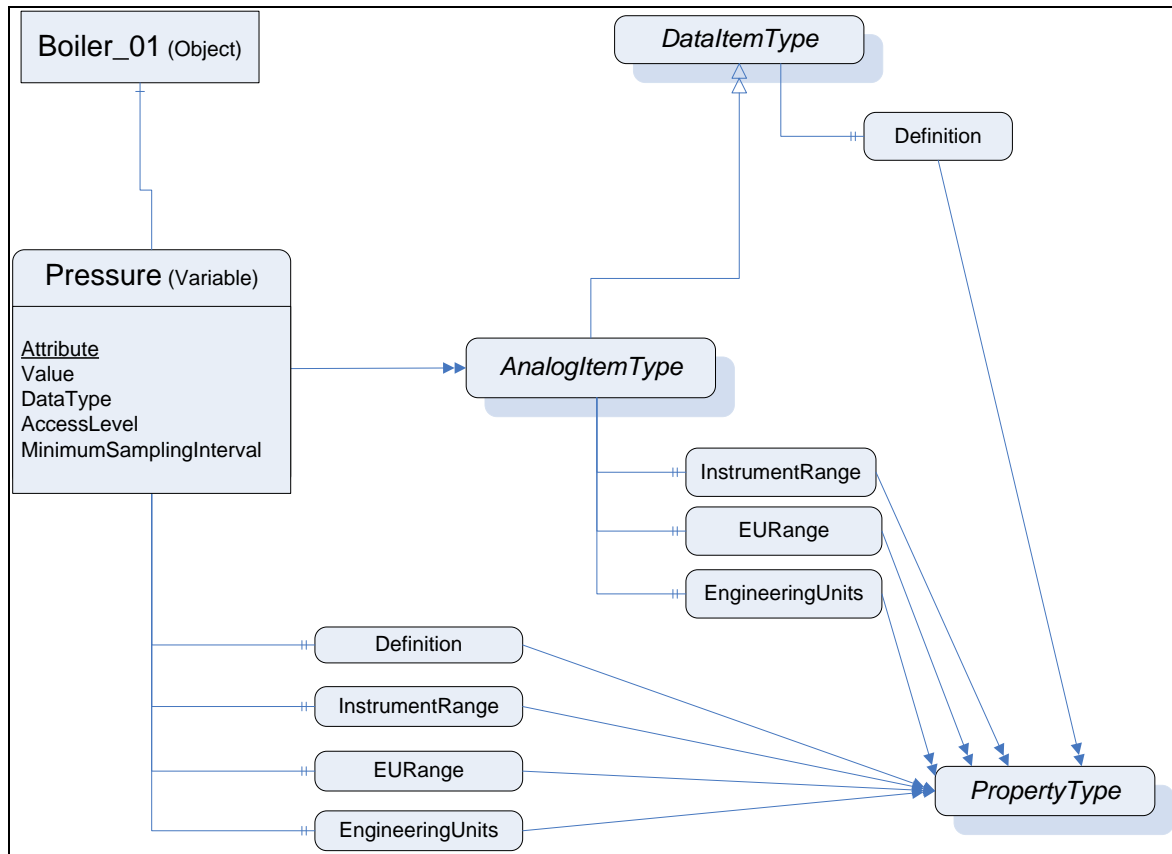 Boiler_01 (Object)
DataItemType
Definition
Pressure (Variable)
Attribute
Value
DataType
AccessLevel
MinimumSamplingInterval
AnalogItemType
InstrumentRange
EURange
EngineeringUnits
Definition
InstrumentRange
EURange
EngineeringUnits
PropertyType